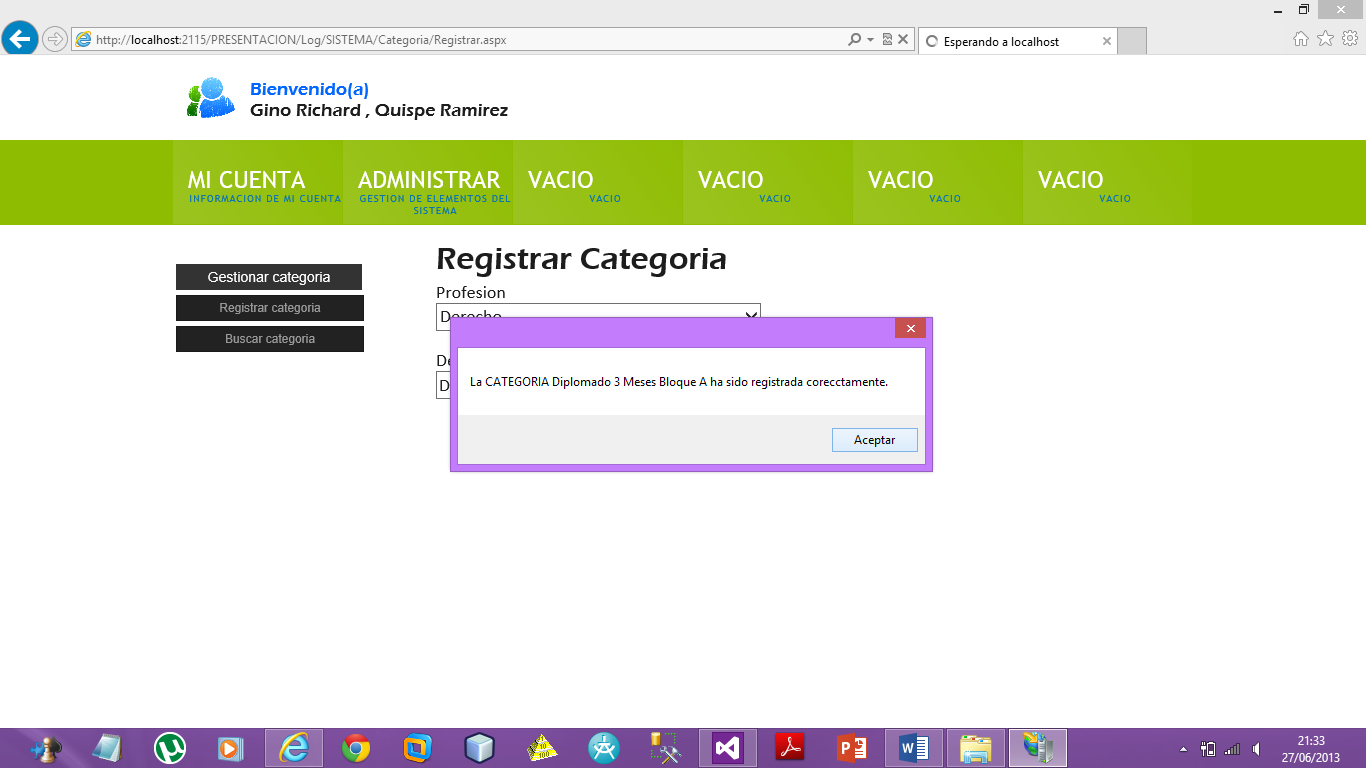 http://localhost:2115/PRESENTACION/Log/SISTEMA/Categoria/Registrar.aspx
Esperando a localhost
Bienvenido(a)
Gino Richard , Quispe Ramirez
MI CUENTA
INFORMACION DE MI CUENTA
ADMINISTRAR
GESTION DE ELEMENTOS DEL
SISTEMA
VACIO
VACIO
VACIO
VACIO
VACIO
VACIO
VACIO
VACIO
Gestionar categoria
Registrar categoria
Buscar categoria
Registrar Categoria
Profesion
Derecho
La CATEGORIA Diplomado 3 Meses Bloque A ha sido registrada corecctamente.
Aceptar
21:33
27/06/2013